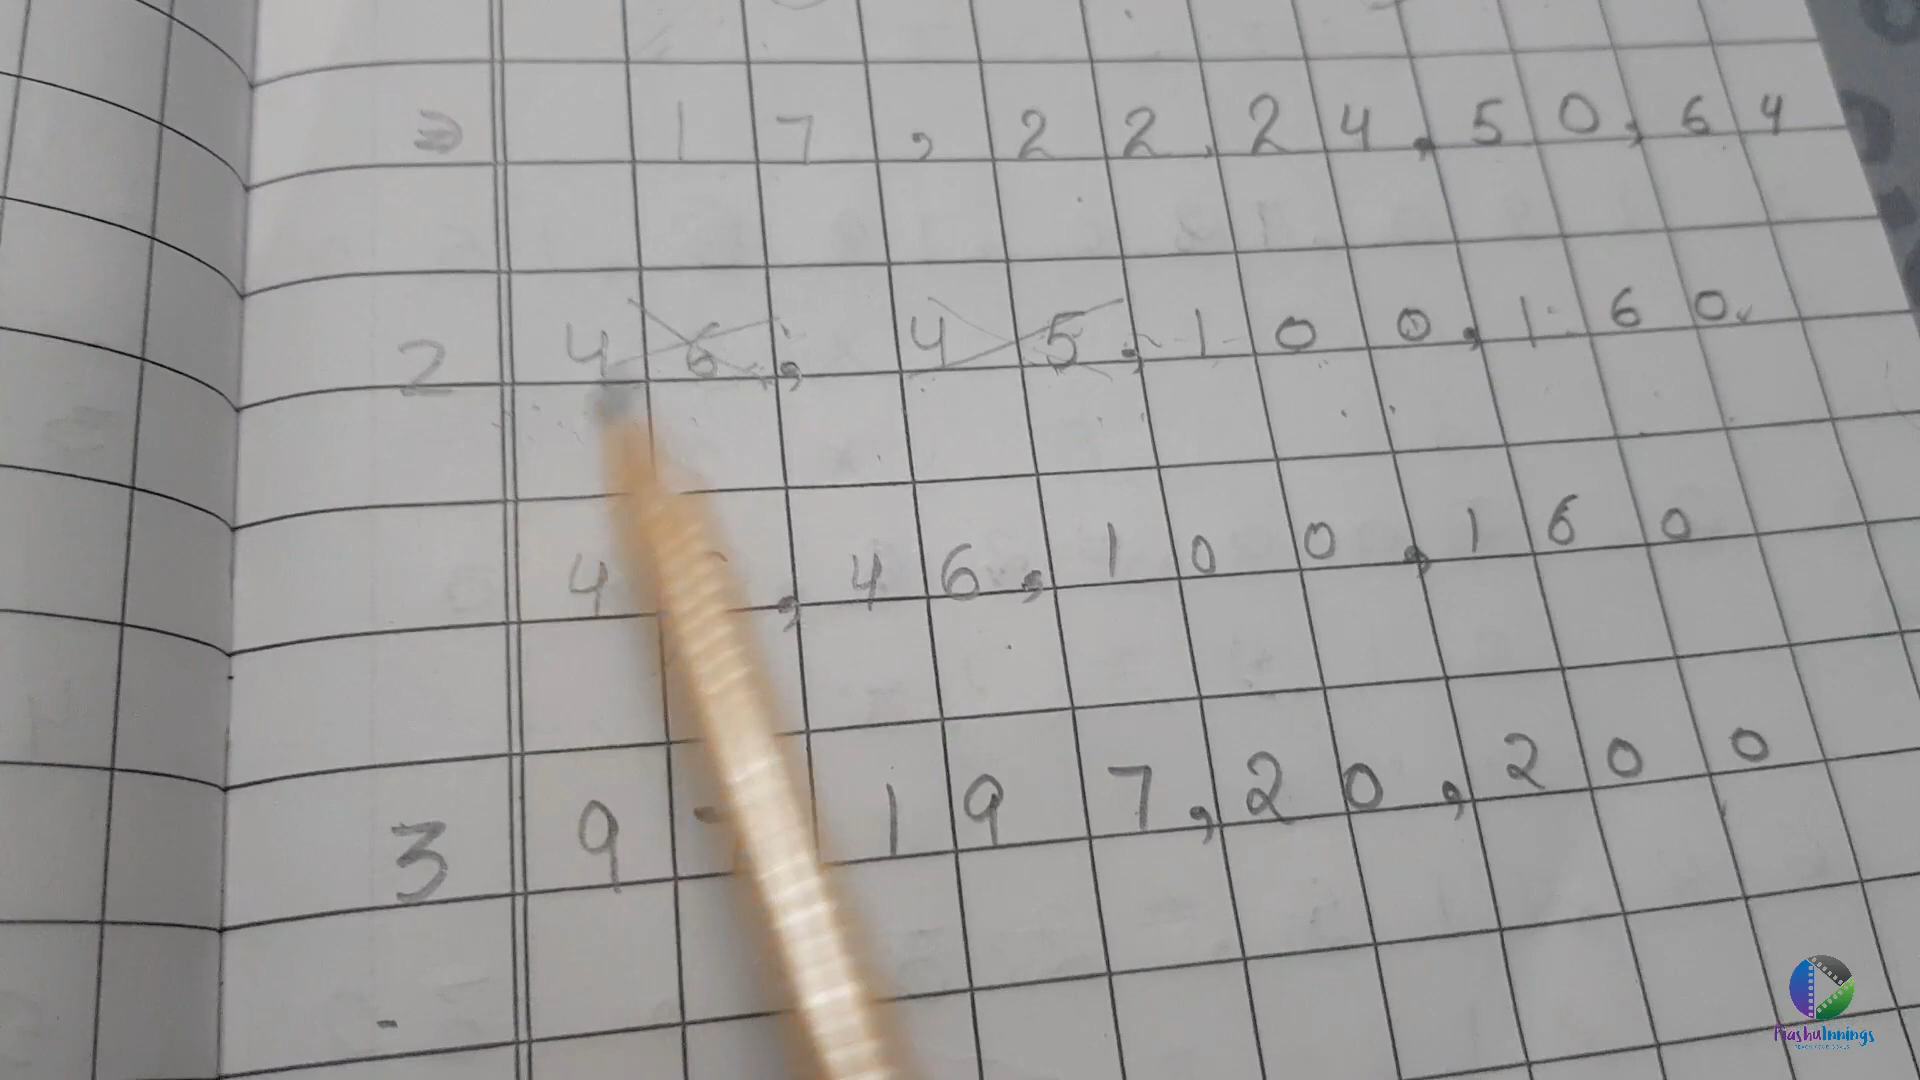 17, 22, 24, 50, 64
2 46, 45, 100, 160
4 , 46, 100, 160
3 9 197, 20, 200
PiashuInnings